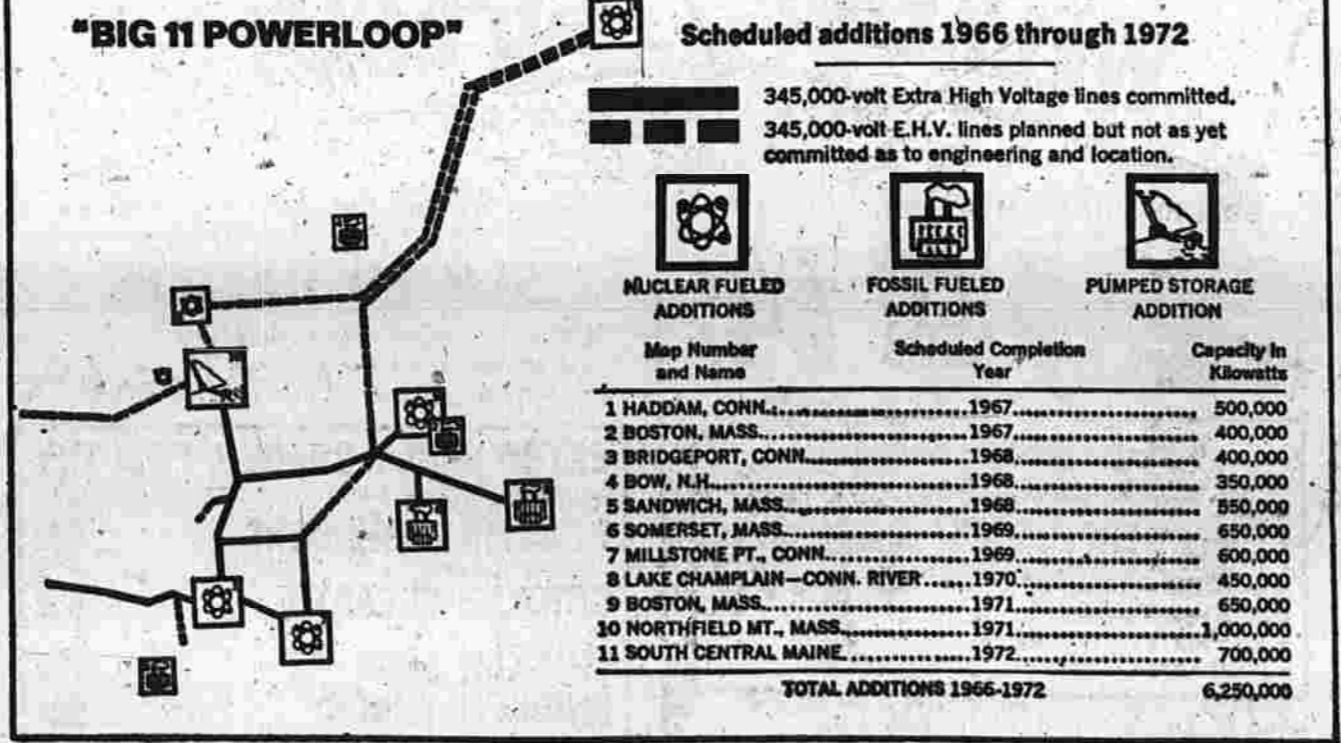 "BIG 11 POWERLOOP"
Scheduled additions 1966 through 1972
345,000-volt Extra High Voltage lines committed.
345,000-volt E.H.V. lines planned but not as yet
committed as to engineering and location.
NUCLEAR FUELED
ADDITIONS
FOSSIL FUELED
ADDITIONS
PUMPED STORAGE
ADDITION
Map Number
and Name
Scheduled Completion
Year
Capacity in
Kilowatts
1 HADDAM, CONN. 1967 500,000
2 BOSTON, MASS. 1967 400,000
3 BRIDGEPORT, CONN. 1968 400,000
4 BOW, N.H. 1968 350,000
5 SANDWICH, MASS. 1968 550,000
6 SOMERSET, MASS. 1969 650,000
7 MILLSTONE PT., CONN. 1969 600,000
8 LAKE CHAMPLAIN—CONN. RIVER 1970 450,000
9 BOSTON, MASS. 1971 650,000
10 NORTHFIELD MT., MASS. 1971 1,000,000
11 SOUTH CENTRAL MAINE 1972 700,000
TOTAL ADDITIONS 1966-1972 6,250,000